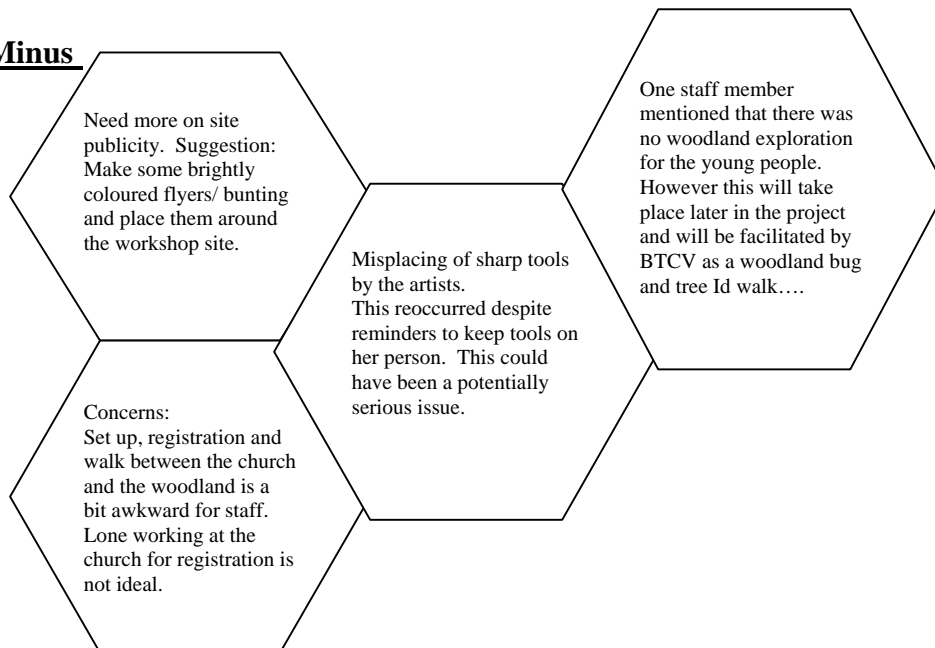 Minus
Need more on site
publicity.  Suggestion:
Make some brightly
coloured flyers/ bunting
and place them around
the workshop site.
One staff member
mentioned that there was
no woodland exploration
for the young people.
However this will take
place later in the project
and will be facilitated by
BTCV as a woodland bug
and tree Id walk….
Misplacing of sharp tools
by the artists.
This reoccurred despite
reminders to keep tools on
her person.  This could
have been a potentially
serious issue.
Concerns:
Set up, registration and
walk between the church
and the woodland is a
bit awkward for staff.
Lone working at the
church for registration is
not ideal.